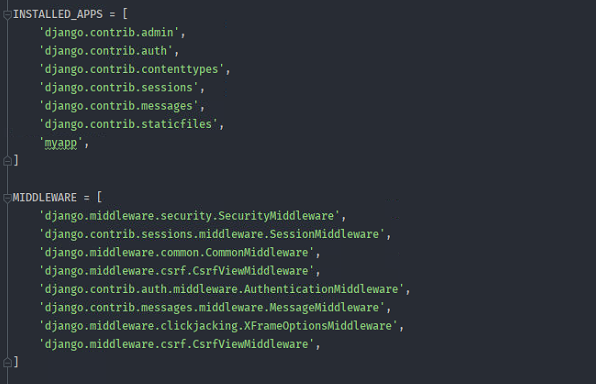 INSTALLED_APPS = [
    'django.contrib.admin',
    'django.contrib.auth',
    'django.contrib.contenttypes',
    'django.contrib.sessions',
    'django.contrib.messages',
    'django.contrib.staticfiles',
    'myapp',
]
MIDDLEWARE = [
    'django.middleware.security.SecurityMiddleware',
    'django.contrib.sessions.middleware.SessionMiddleware',
    'django.middleware.common.CommonMiddleware',
    'django.middleware.csrf.CsrfViewMiddleware',
    'django.contrib.auth.middleware.AuthenticationMiddleware',
    'django.contrib.messages.middleware.MessageMiddleware',
    'django.middleware.clickjacking.XFrameOptionsMiddleware',
    'django.middleware.csrf.CsrfViewMiddleware',
]